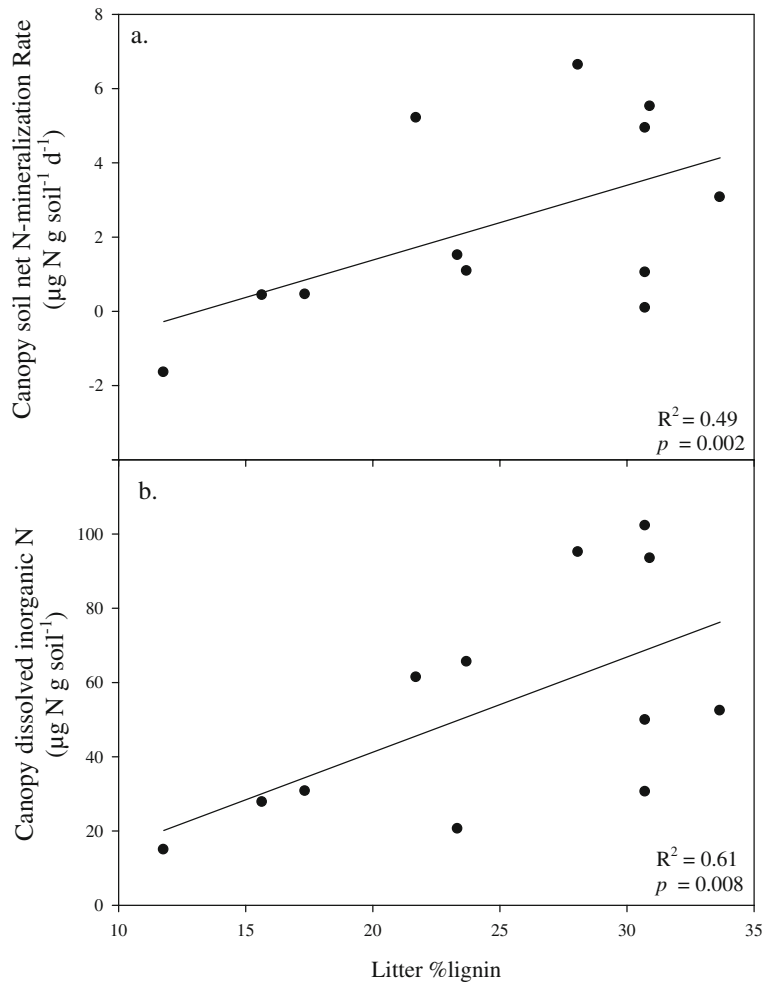 a.
Canopy soil net N-mineralization Rate
(µg N g soil⁻¹ d⁻¹)
8
6
4
2
0
-2
R² = 0.49
p = 0.002
b.
Canopy dissolved inorganic N
(µg N g soil⁻¹)
100
80
60
40
20
0
R² = 0.61
p = 0.008
10 15 20 25 30 35
Litter %lignin